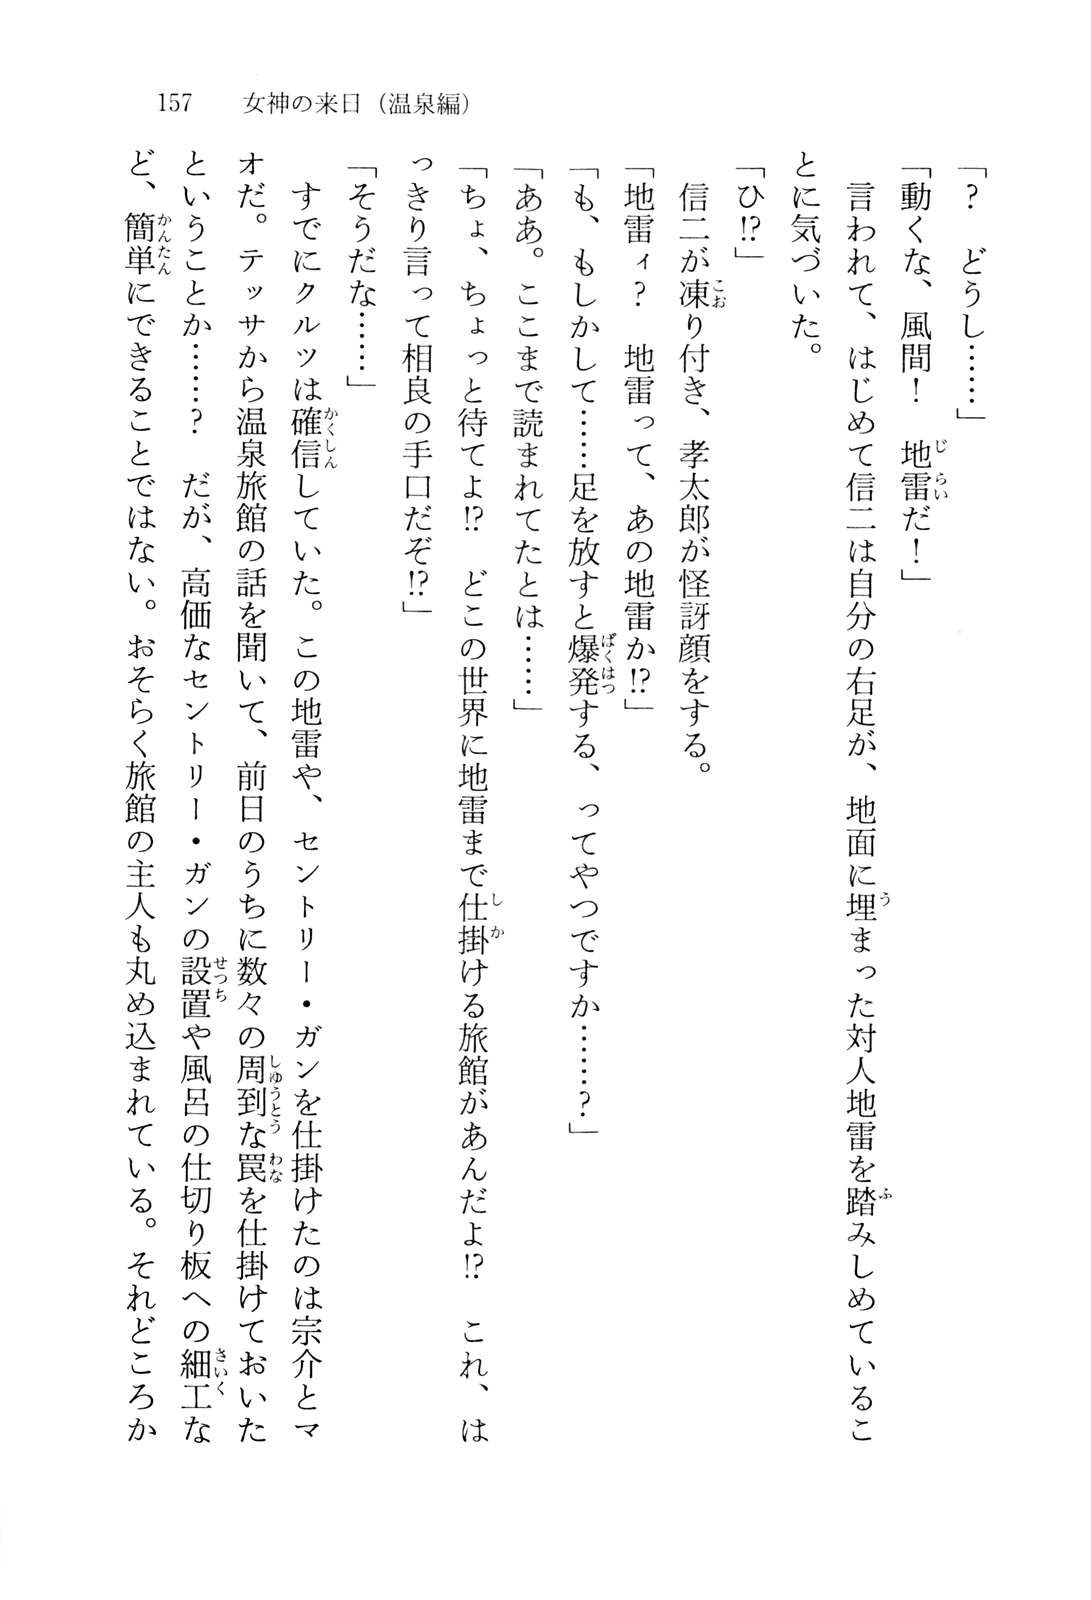 157　女神の来日（温泉編）
「？　どうし……」
「動くな、風間！　地雷だ！」
　言われて、はじめて信二は自分の右足が、地面に埋まった対人地雷を踏みしめているこ
とに気づいた。
「ひ!?」
　信二が凍り付き、孝太郎が怪訝顔をする。
「地雷ィ？　地雷って、あの地雷か!?」
「も、もしかして……足を放すと爆発する、ってやつですか……？」
「ああ。ここまで読まれてたとは……」
「ちょ、ちょっと待てよ!?　どこの世界に地雷まで仕掛ける旅館があんだよ!?　これ、は
っきり言って相良の手口だぞ!?」
「そうだな……」
　すでにクルツは確信していた。この地雷や、セントリー・ガンを仕掛けたのは宗介とマ
オだ。テッサから温泉旅館の話を聞いて、前日のうちに数々の周到な罠を仕掛けておいた
ということか……？　だが、高価なセントリー・ガンの設置や風呂の仕切り板への細工な
ど、簡単にできることではない。おそらく旅館の主人も丸め込まれている。それどころか